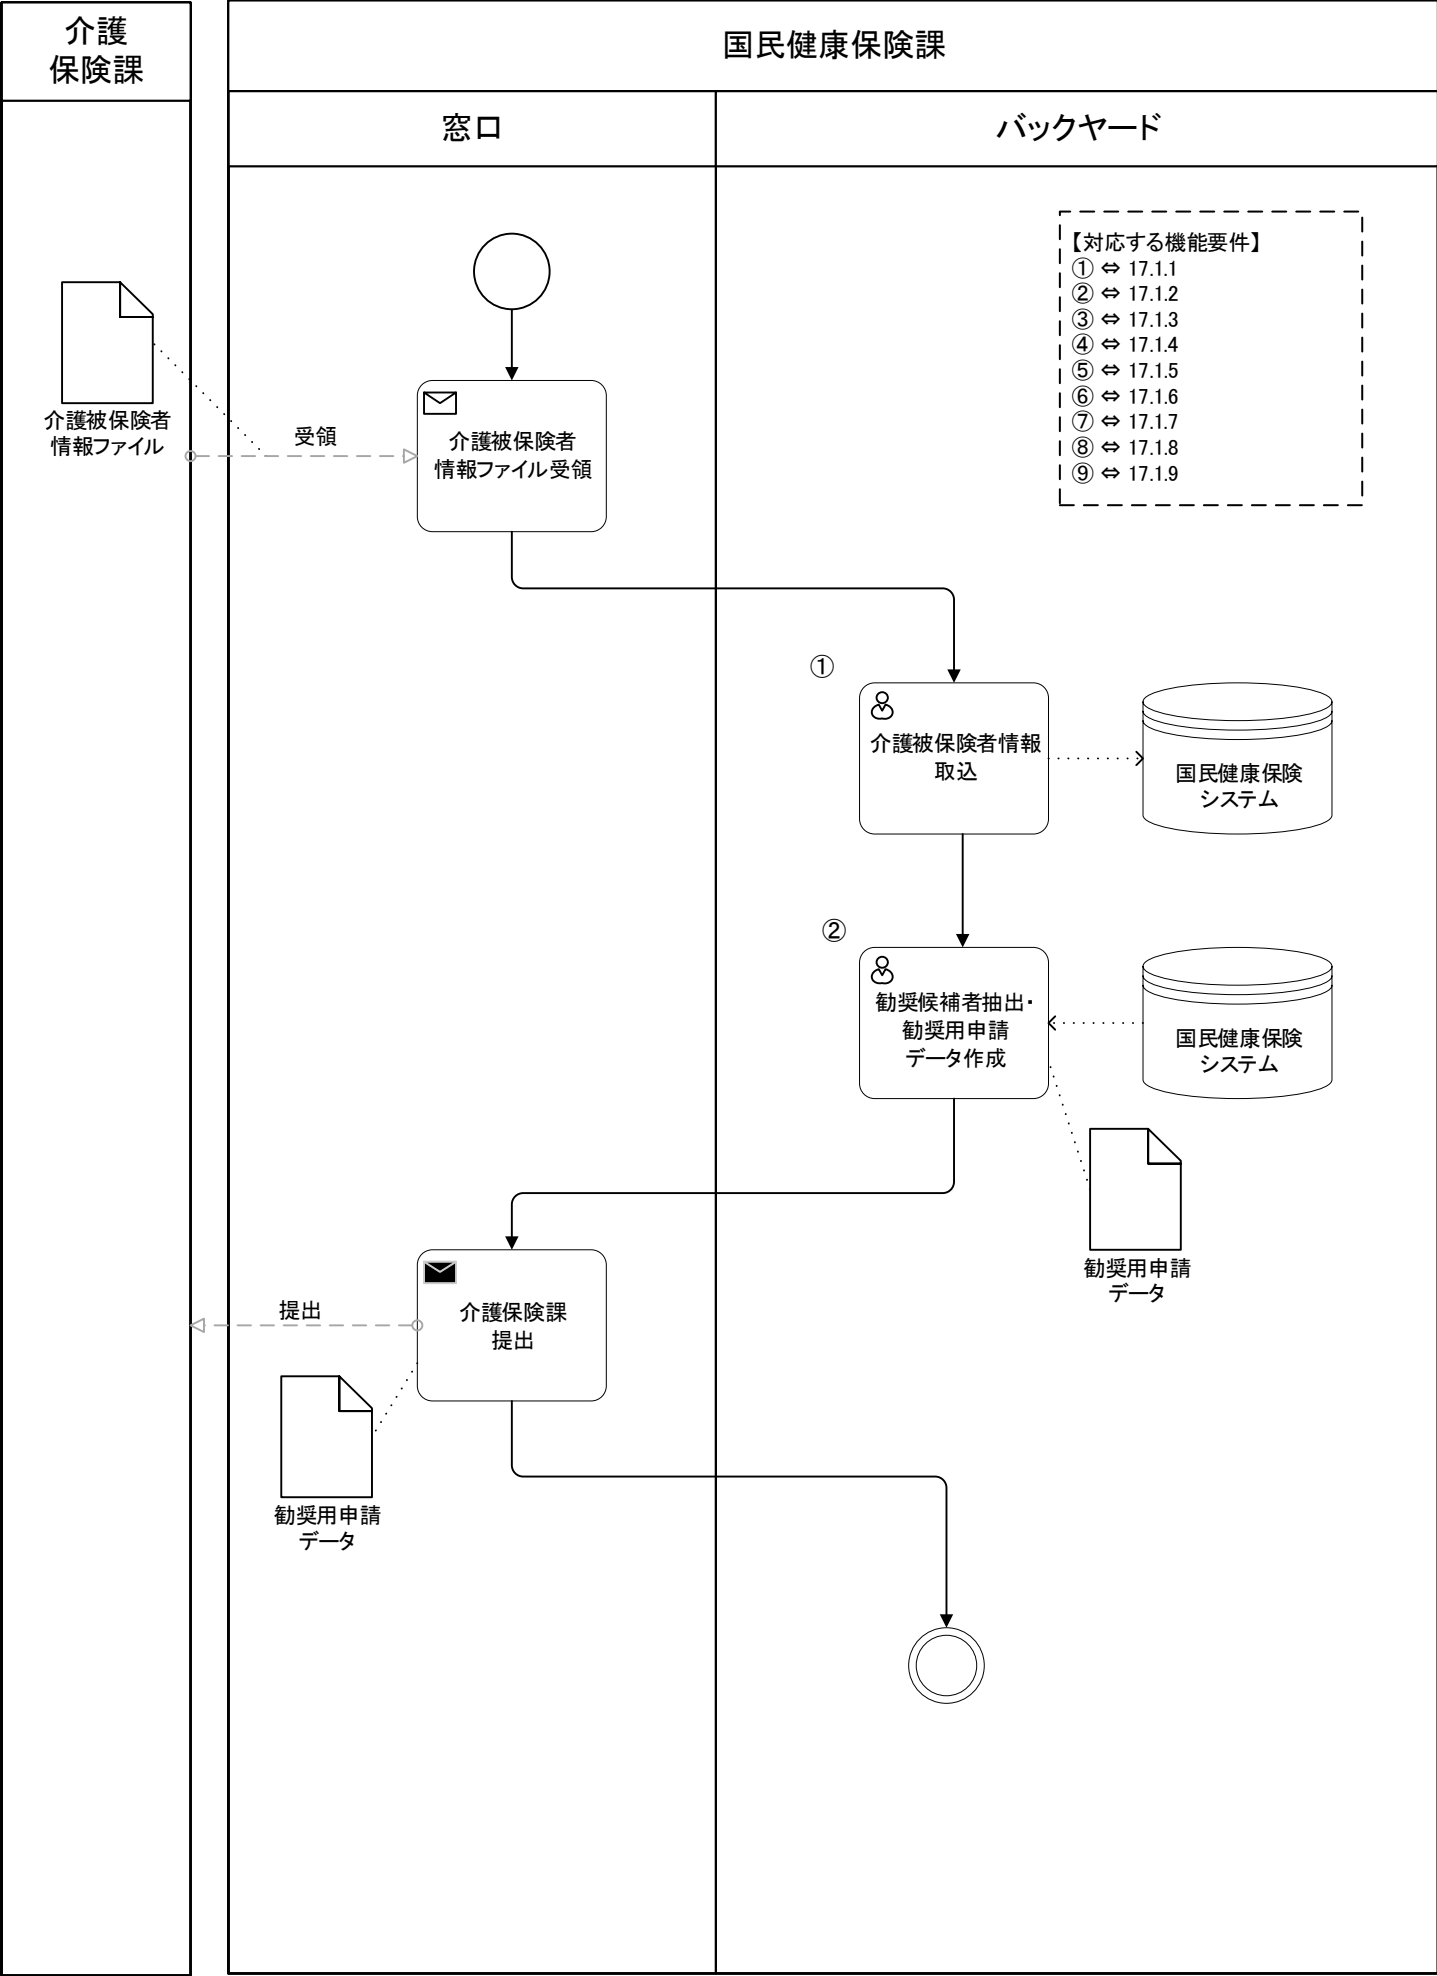 介護
保険課
国民健康保険課
窓口
バックヤード
【対応する機能要件】
① ⇔ 17.1.1
② ⇔ 17.1.2
③ ⇔ 17.1.3
④ ⇔ 17.1.4
⑤ ⇔ 17.1.5
⑥ ⇔ 17.1.6
⑦ ⇔ 17.1.7
⑧ ⇔ 17.1.8
⑨ ⇔ 17.1.9
介護被保険者
情報ファイル
受領
介護被保険者
情報ファイル受領
①
介護被保険者情報
取込
国民健康保険
システム
②
勧奨候補者抽出・
勧奨用申請
データ作成
国民健康保険
システム
勧奨用申請
データ
提出
介護保険課
提出
勧奨用申請
データ